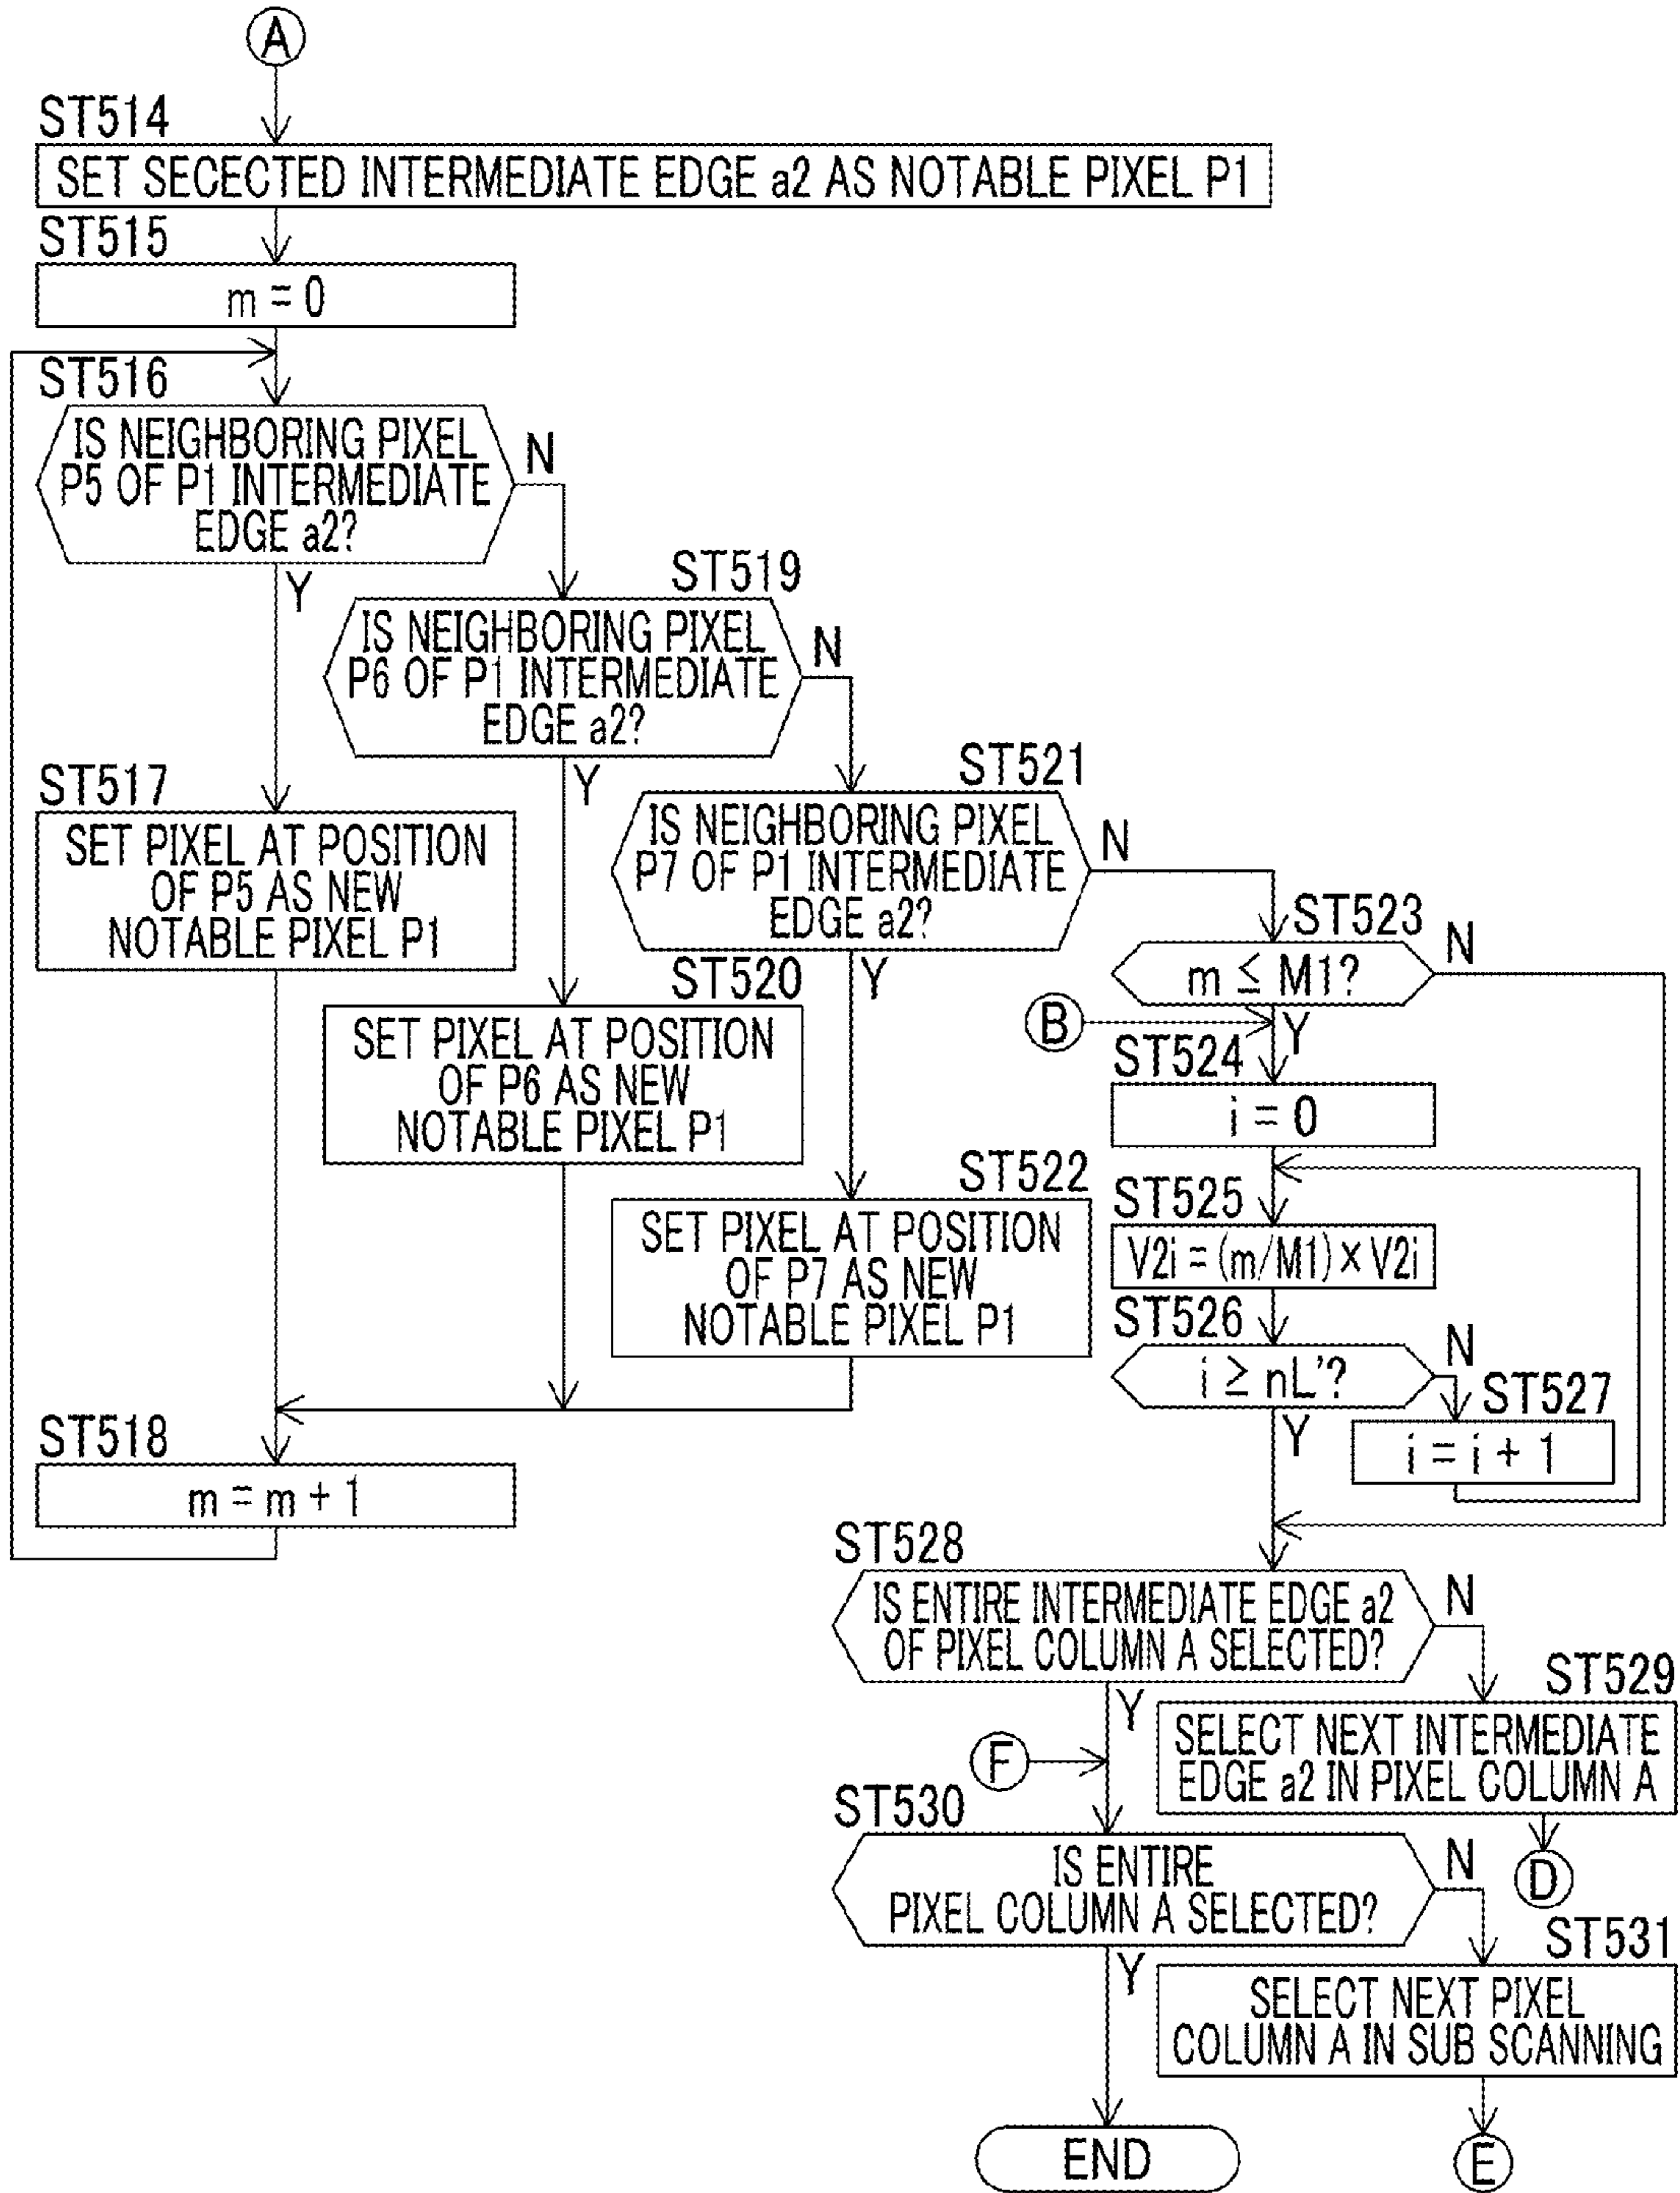 A
ST514
SET SECECTED INTERMEDIATE EDGE a2 AS NOTABLE PIXEL P1
ST515
m = 0
ST516
IS NEIGHBORING PIXEL
P5 OF P1 INTERMEDIATE
EDGE a2?
N
Y
ST519
IS NEIGHBORING PIXEL
P6 OF P1 INTERMEDIATE
EDGE a2?
N
Y
ST517
SET PIXEL AT POSITION
OF P5 AS NEW
NOTABLE PIXEL P1
ST521
IS NEIGHBORING PIXEL
P7 OF P1 INTERMEDIATE
EDGE a2?
N
Y
ST520
SET PIXEL AT POSITION
OF P6 AS NEW
NOTABLE PIXEL P1
ST523
m ≤ M1?
N
B
Y
ST524
i = 0
ST522
SET PIXEL AT POSITION
OF P7 AS NEW
NOTABLE PIXEL P1
ST525
V2i = (m/M1) × V2i
ST526
i ≥ nL'?
N
Y
ST527
i = i + 1
ST518
m = m + 1
ST528
IS ENTIRE INTERMEDIATE EDGE a2
OF PIXEL COLUMN A SELECTED?
N
Y
ST529
SELECT NEXT INTERMEDIATE
EDGE a2 IN PIXEL COLUMN A
D
F
ST530
IS ENTIRE
PIXEL COLUMN A SELECTED?
N
Y
ST531
SELECT NEXT PIXEL
COLUMN A IN SUB SCANNING
E
END